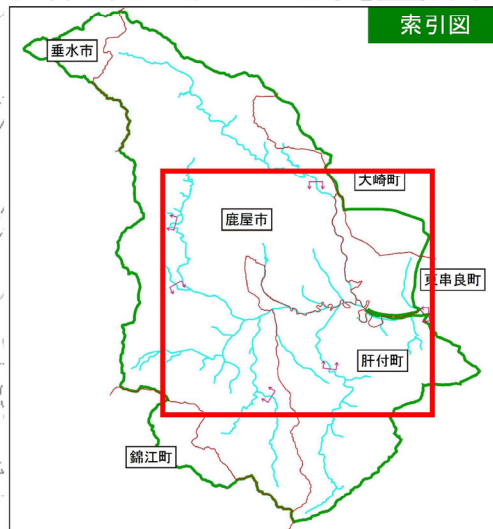 索引図
垂水市
大崎町
鹿屋市
東串良町
肝付町
錦江町